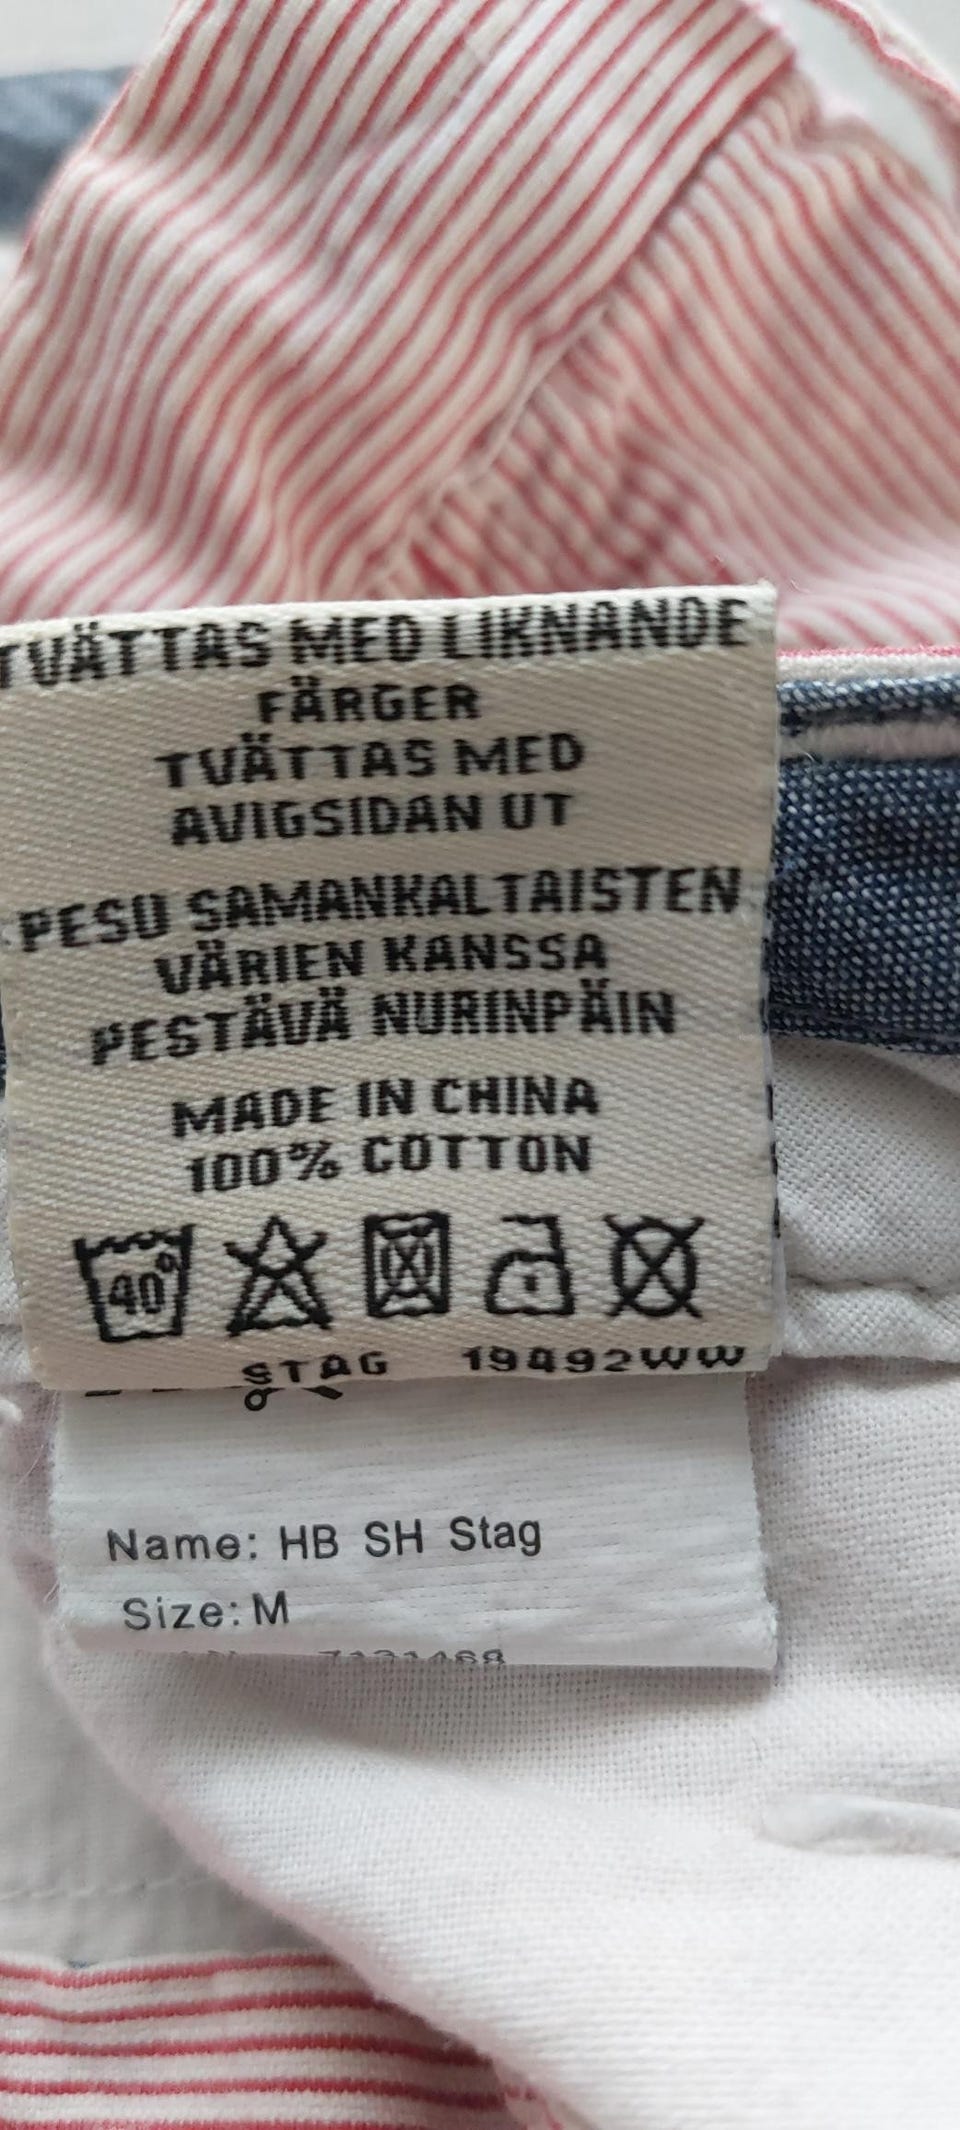 TVÄTTAS MED LIKNANDE
FÄRGER
TVÄTTAS MED
AVIGSIDAN UT
PESU SAMANKALTAISTEN
VÄRIEN KANSSA
PESTÄVÄ NURINPÄIN
MADE IN CHINA
100% COTTON
40°
STAG 19492WW
Name: HB SH Stag
Size: M